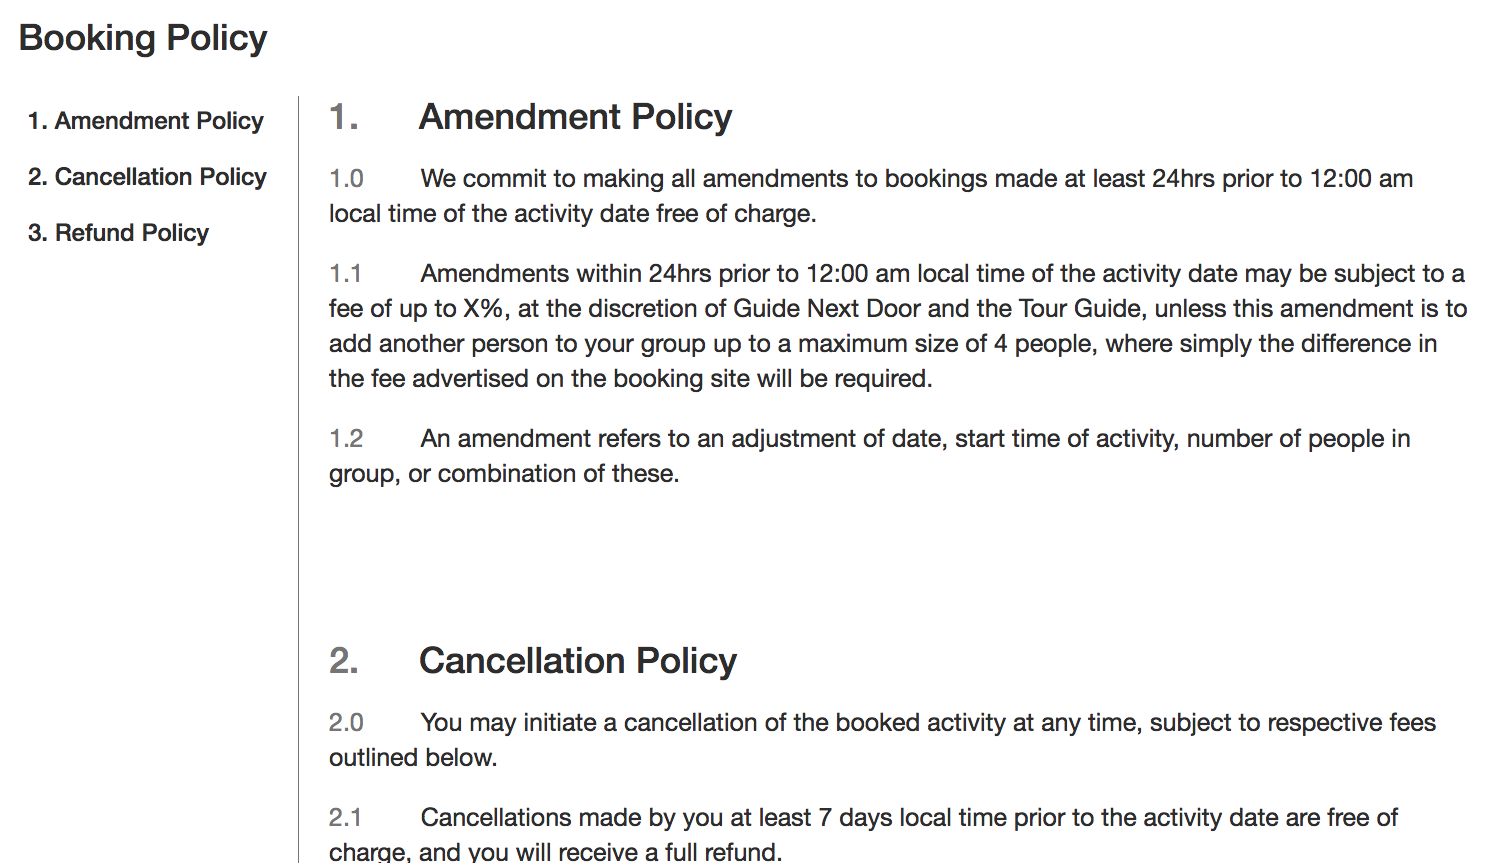 Booking Policy
1. Amendment Policy
2. Cancellation Policy
3. Refund Policy
1. Amendment Policy
1.0 We commit to making all amendments to bookings made at least 24hrs prior to 12:00 am
local time of the activity date free of charge.
1.1 Amendments within 24hrs prior to 12:00 am local time of the activity date may be subject to a
fee of up to X%, at the discretion of Guide Next Door and the Tour Guide, unless this amendment is to
add another person to your group up to a maximum size of 4 people, where simply the difference in
the fee advertised on the booking site will be required.
1.2 An amendment refers to an adjustment of date, start time of activity, number of people in
group, or combination of these.
2. Cancellation Policy
2.0 You may initiate a cancellation of the booked activity at any time, subject to respective fees
outlined below.
2.1 Cancellations made by you at least 7 days local time prior to the activity date are free of
charge, and you will receive a full refund.